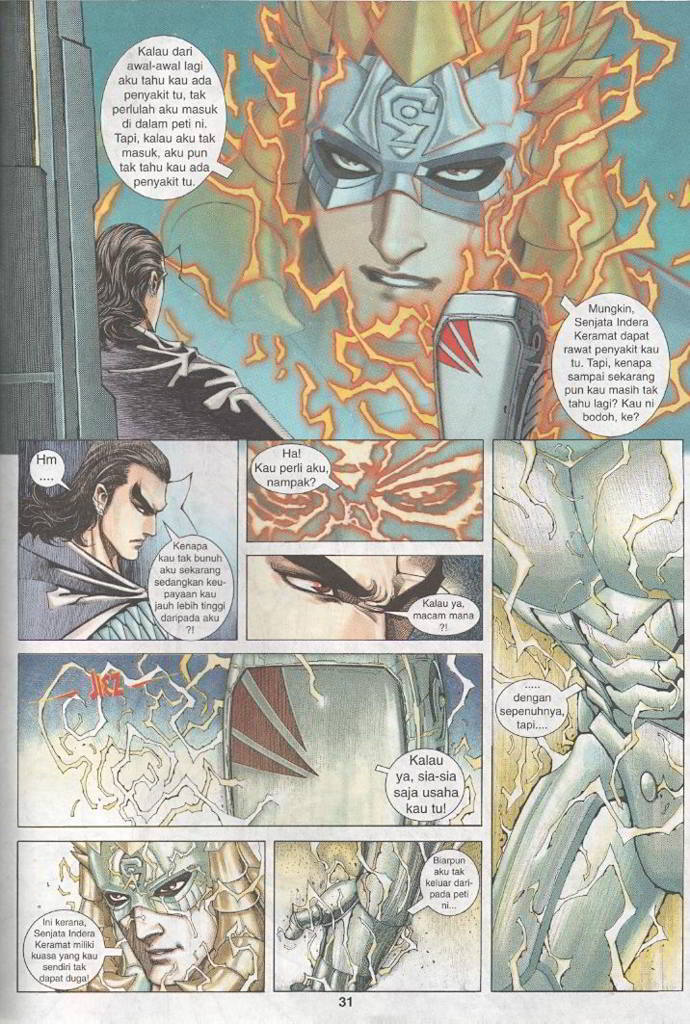 Kalau dari
awal-awal lagi
aku tahu kau ada
penyakit tu, tak
perlulah aku masuk
di dalam peti ni.
Tapi, kalau aku tak
masuk, aku pun
tak tahu kau ada
penyakit tu.
Mungkin,
Senjata Indera
Keramat dapat
rawat penyakit kau
tu. Tapi, kenapa
sampai sekarang
pun kau masih tak
tahu lagi? Kau ni
bodoh, ke?
Hm
....
Kenapa
kau tak bunuh
aku sekarang
sedangkan keu-
payaan kau
jauh lebih tinggi
daripada aku
?!
Ha!
Kau perli aku,
nampak?
Kalau ya,
macam mana
?!
Kalau
ya, sia-sia
saja usaha
kau tu!
.....
dengan
sepenuhnya,
tapi....
Ini kerana,
Senjata Indera
Keramat miliki
kuasa yang kau
sendiri tak
dapat duga!
Biarpun
aku tak
keluar dari-
pada peti
ni...
31